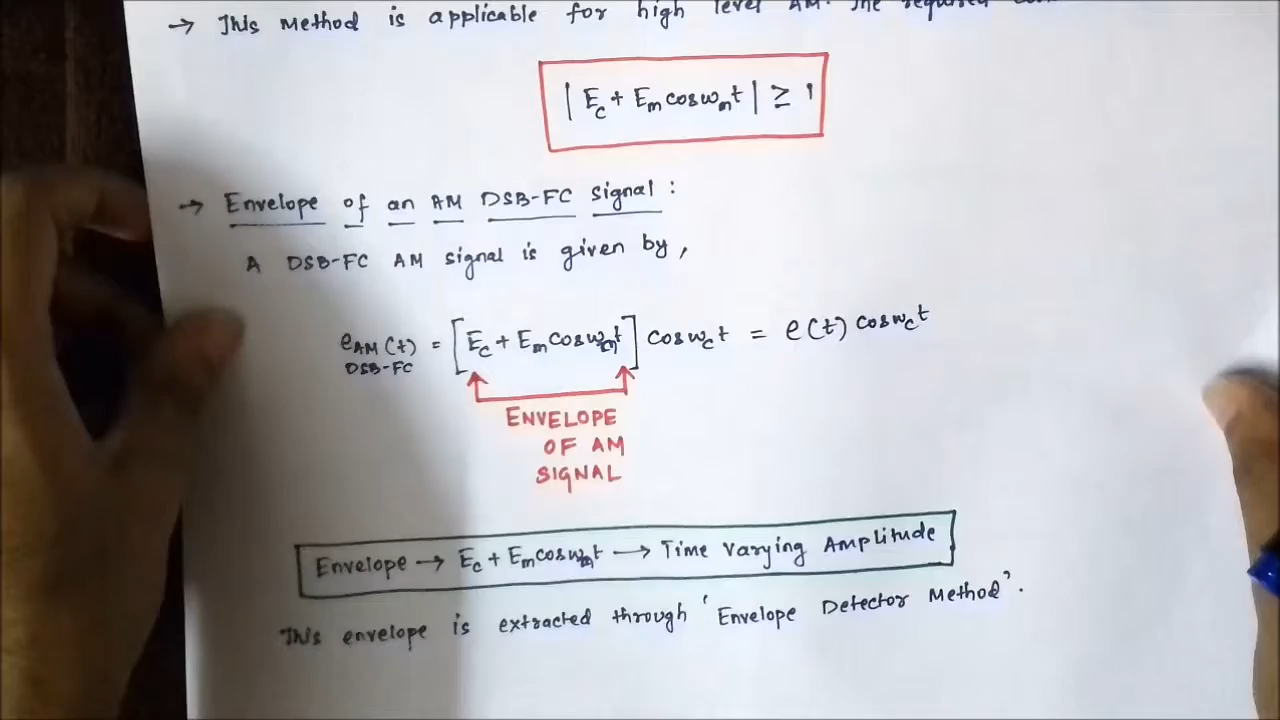 → This Method is applicable for high level AM. The required
| Ec + Em cosωmt | ≥ 1
→ Envelope of an AM DSB-FC signal :
A DSB-FC AM signal is given by,
eAM(t) = [Ec + Em cosωmt] cosωct = e(t) cosωct
DSB-FC
ENVELOPE
OF AM
SIGNAL
Envelope → Ec + Em cosωmt → Time Varying Amplitude
This envelope is extracted through 'Envelope Detector Method'.